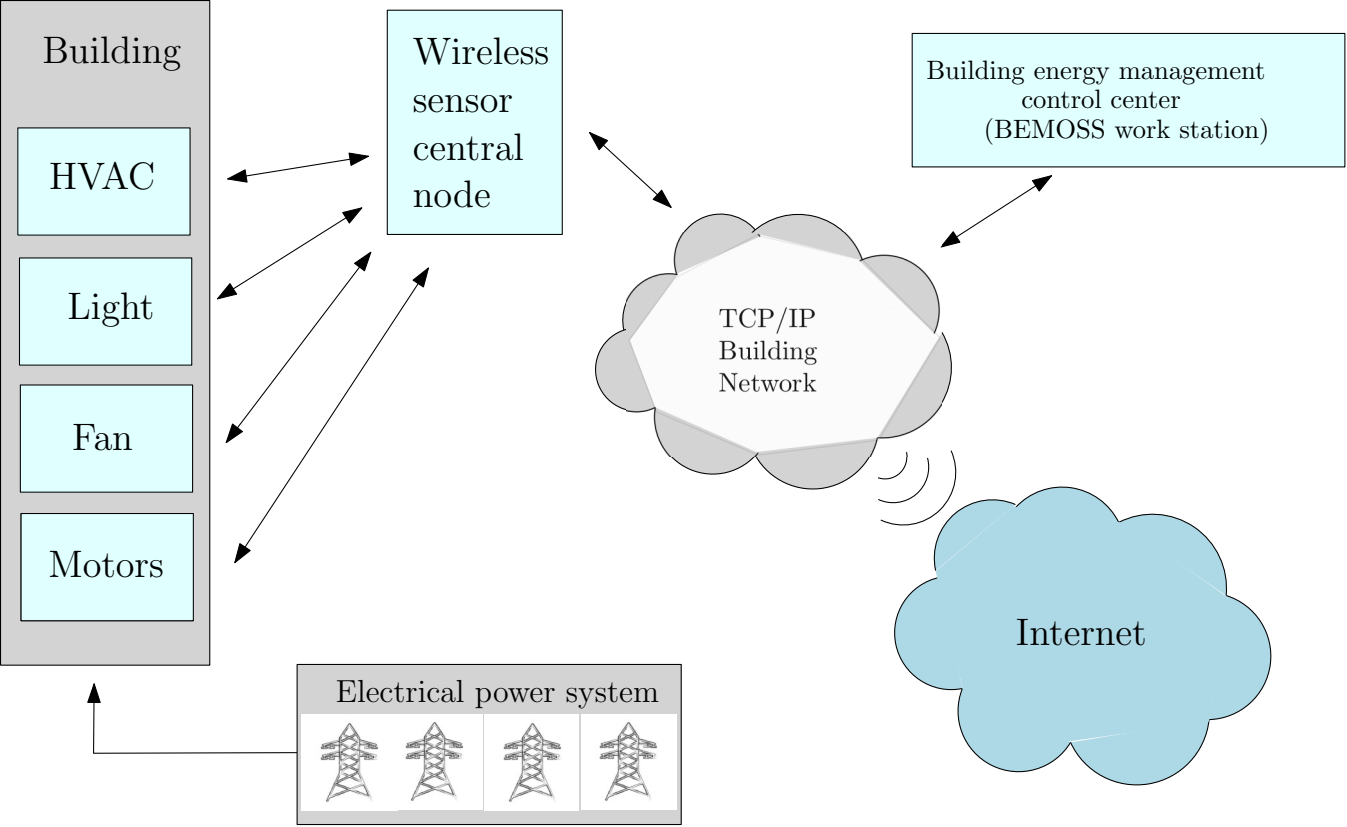 Building
HVAC
Light
Fan
Motors
Wireless
sensor
central
node
Building energy management
control center
(BEMOSS work station)
TCP/IP
Building
Network
Internet
Electrical power system